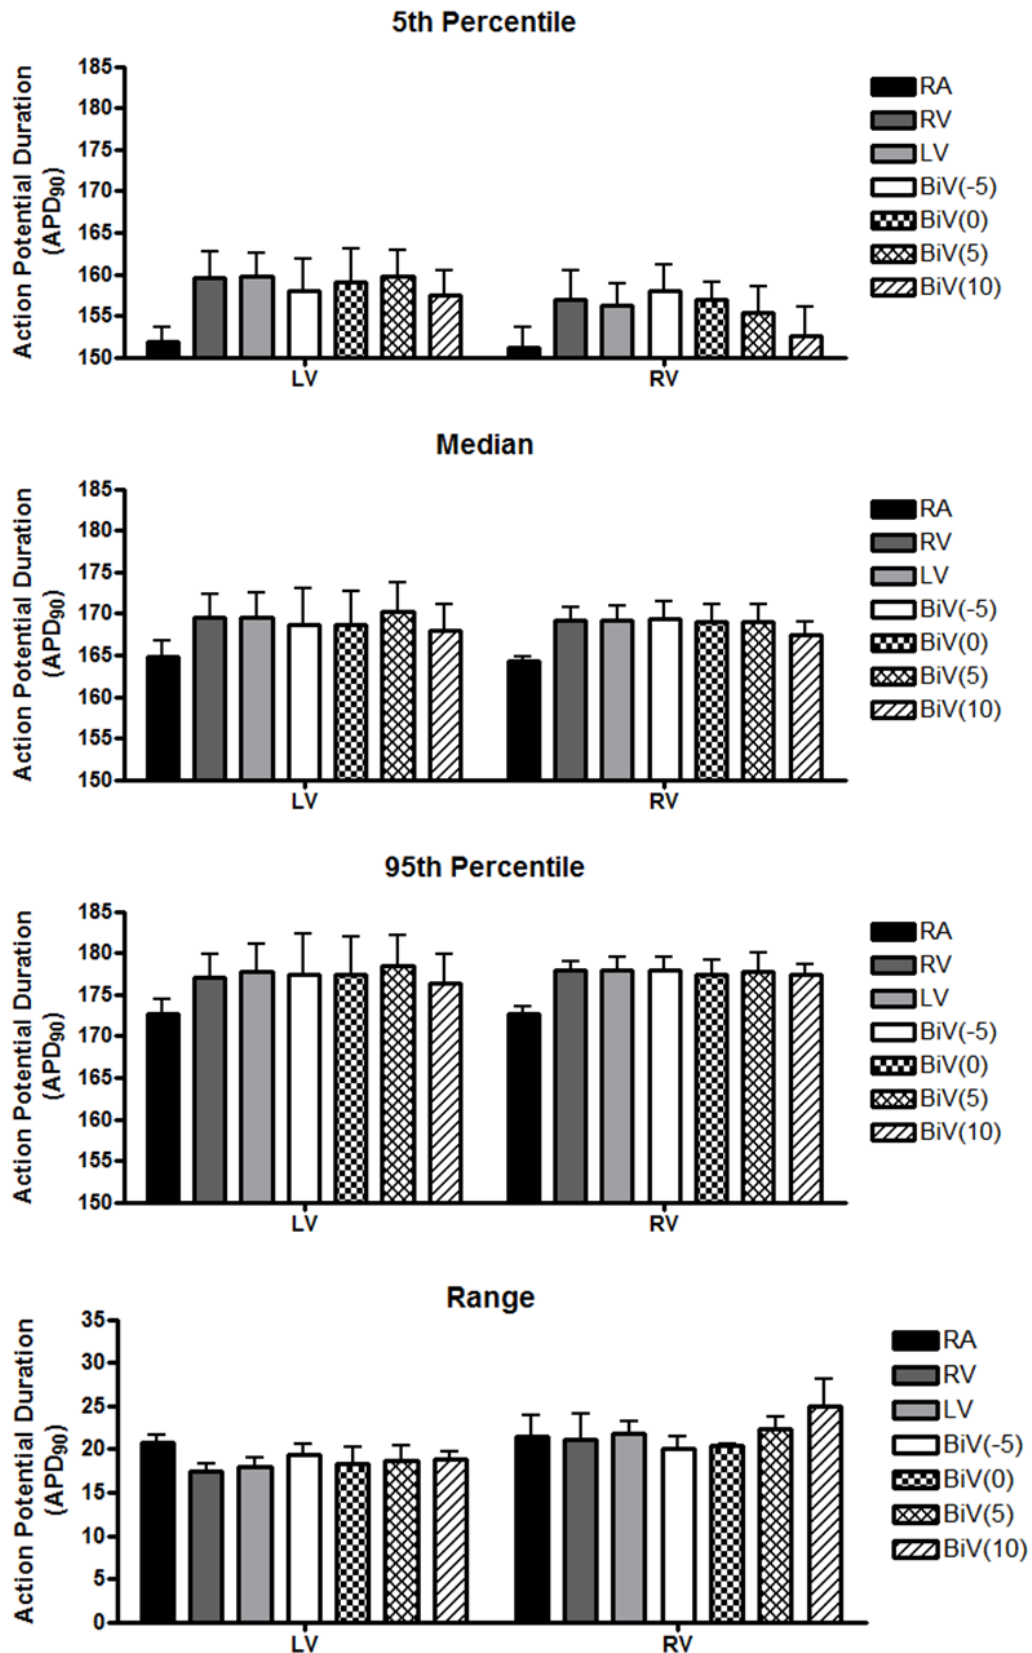 5th Percentile
Action Potential Duration
(APD90)
185
180
175
170
165
160
155
150
LV
RV
RA
RV
LV
BiV(-5)
BiV(0)
BiV(5)
BiV(10)
Median
Action Potential Duration
(APD90)
185
180
175
170
165
160
155
150
LV
RV
RA
RV
LV
BiV(-5)
BiV(0)
BiV(5)
BiV(10)
95th Percentile
Action Potential Duration
(APD90)
185
180
175
170
165
160
155
150
LV
RV
RA
RV
LV
BiV(-5)
BiV(0)
BiV(5)
BiV(10)
Range
Action Potential Duration
(APD90)
35
30
25
20
15
10
5
0
LV
RV
RA
RV
LV
BiV(-5)
BiV(0)
BiV(5)
BiV(10)